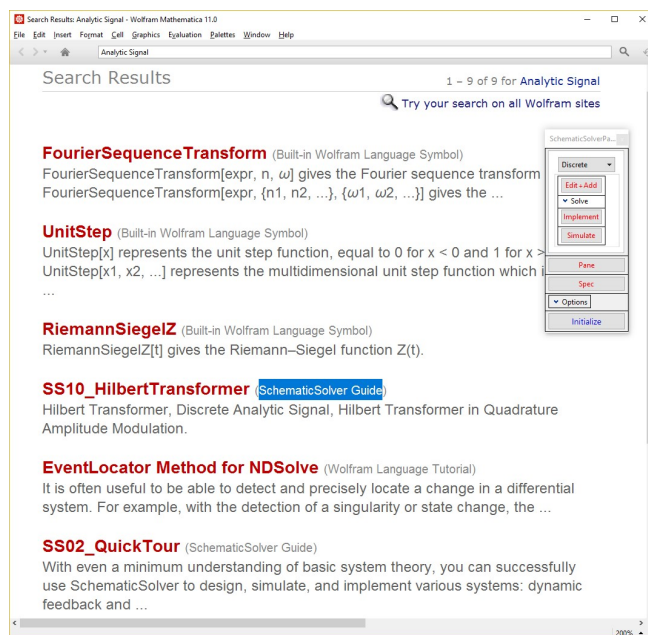 Search Results: Analytic Signal - Wolfram Mathematica 11.0
File Edit Insert Format Cell Graphics Evaluation Palettes Window Help
Analytic Signal
Search Results
1 – 9 of 9 for Analytic Signal
Try your search on all Wolfram sites
SchematicSolverPa...
Discrete
Edit + Add
Solve
Implement
Simulate
Pane
Spec
Options
Initialize
FourierSequenceTransform (Built-in Wolfram Language Symbol)
FourierSequenceTransform[expr, n, ω] gives the Fourier sequence transform
FourierSequenceTransform[expr, {n1, n2, ...}, {ω1, ω2, ...}] gives the ...
UnitStep (Built-in Wolfram Language Symbol)
UnitStep[x] represents the unit step function, equal to 0 for x < 0 and 1 for x >
UnitStep[x1, x2, ...] represents the multidimensional unit step function which i
...
RiemannSiegelZ (Built-in Wolfram Language Symbol)
RiemannSiegelZ[t] gives the Riemann–Siegel function Z(t).
SS10_HilbertTransformer (SchematicSolver Guide)
Hilbert Transformer, Discrete Analytic Signal, Hilbert Transformer in Quadrature
Amplitude Modulation.
EventLocator Method for NDSolve (Wolfram Language Tutorial)
It is often useful to be able to detect and precisely locate a change in a differential
system. For example, with the detection of a singularity or state change, the ...
SS02_QuickTour (SchematicSolver Guide)
With even a minimum understanding of basic system theory, you can successfully
use SchematicSolver to design, simulate, and implement various systems: dynamic
feedback and ...
200%